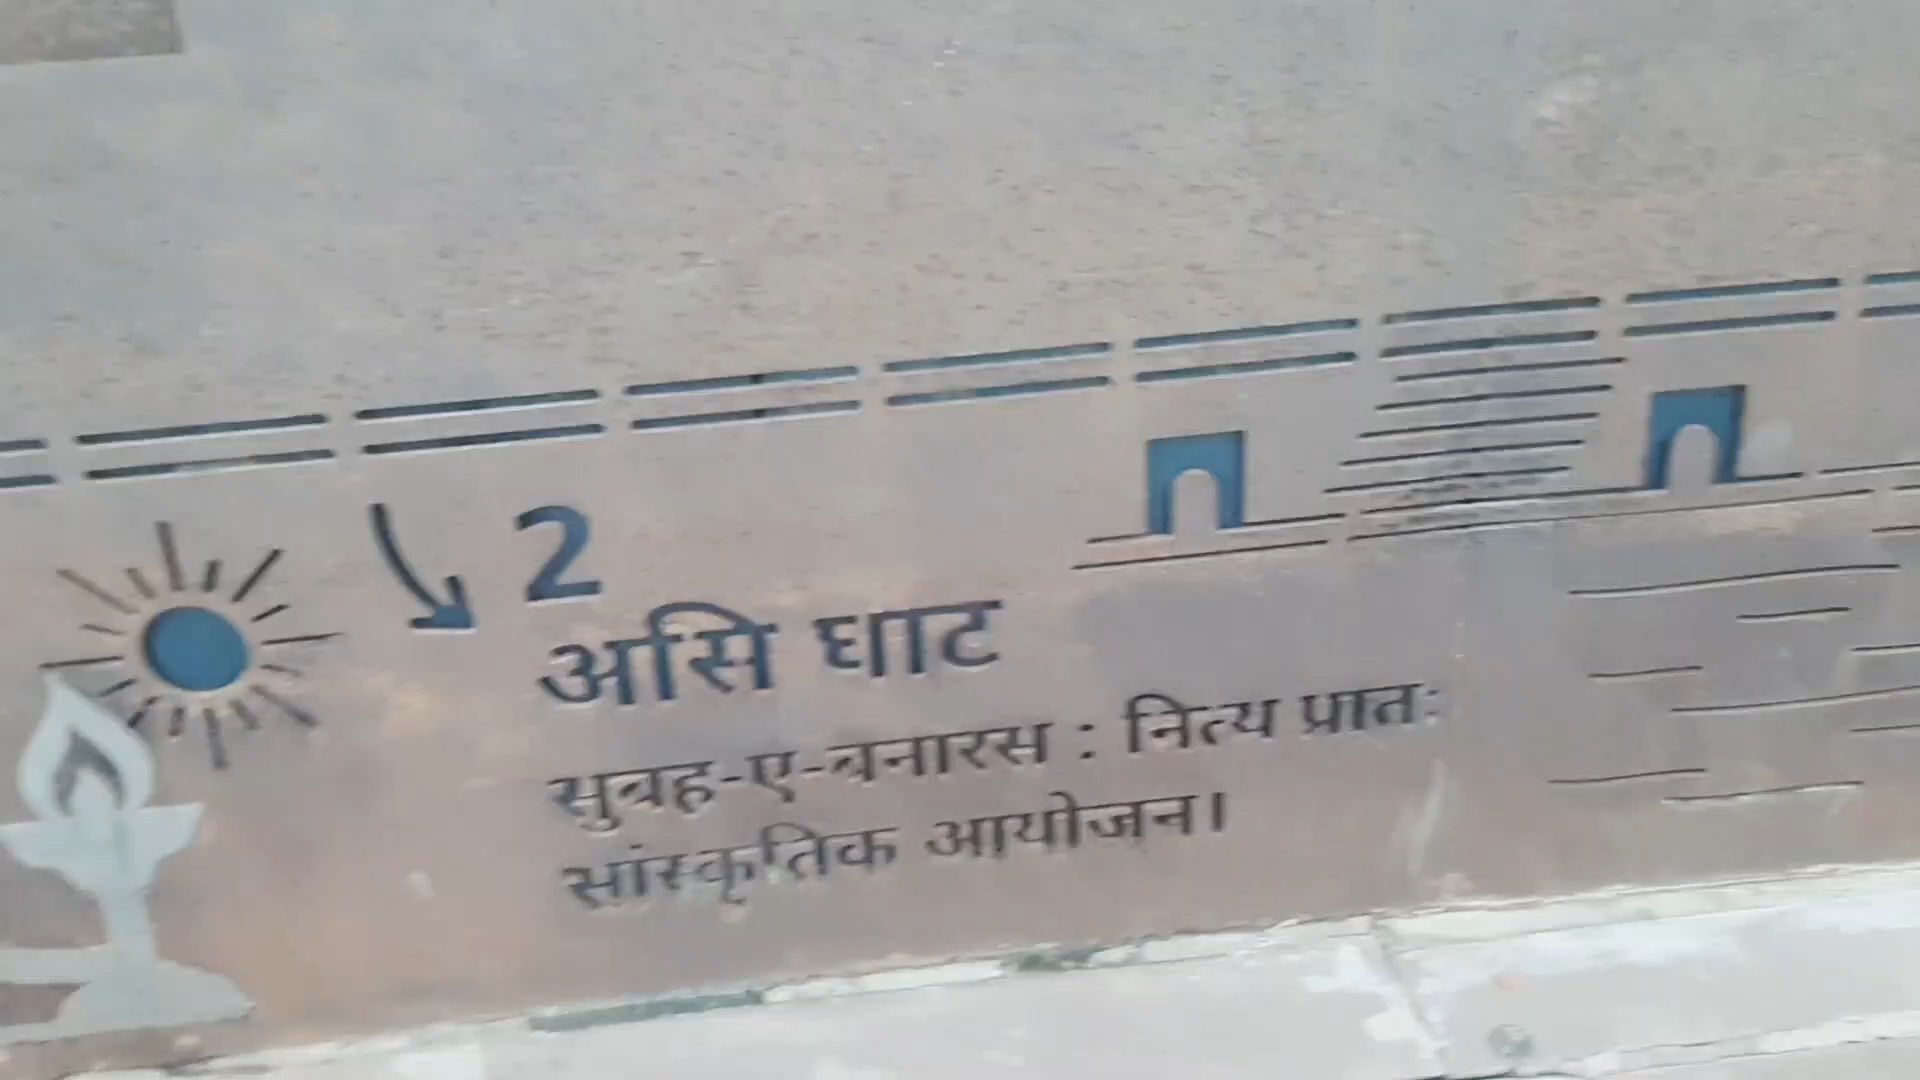 2
असि घाट
सुबह-ए-बनारस : नित्य प्रातः
सांस्कृतिक आयोजन।